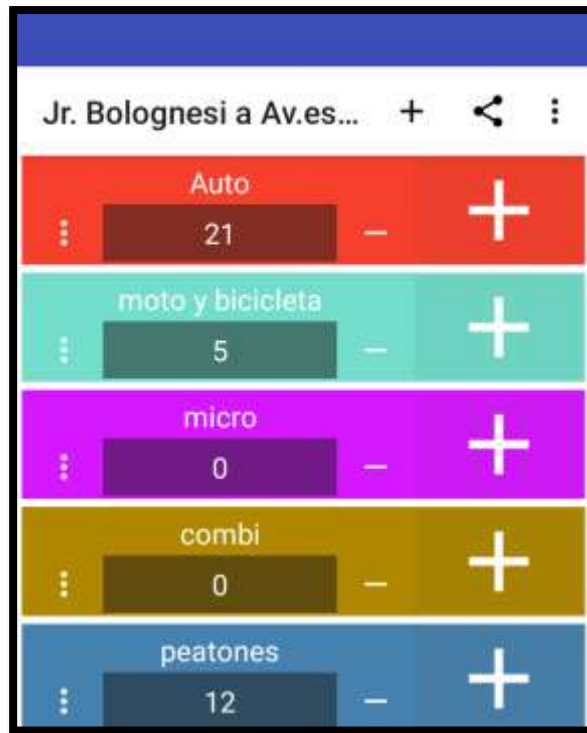 Jr. Bolognesi a Av.es...
Auto
21
moto y bicicleta
5
micro
0
combi
0
peatones
12